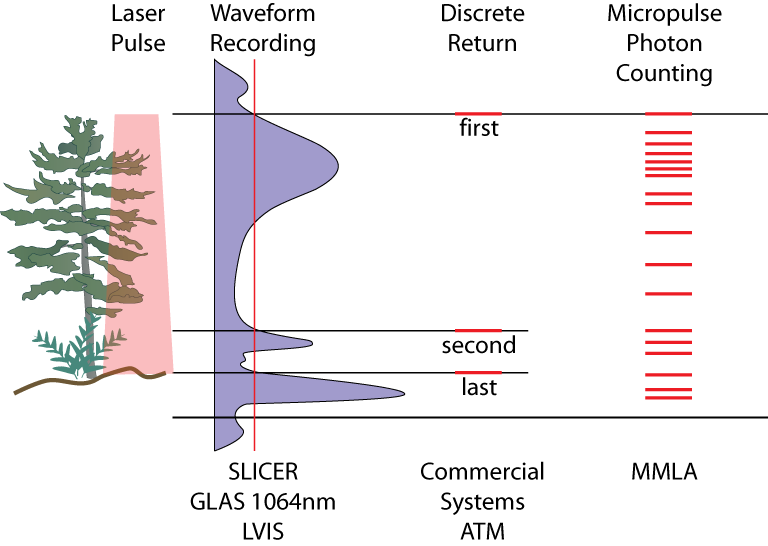 Laser
Pulse
Waveform
Recording
Discrete
Return
Micropulse
Photon
Counting
first
second
last
SLICER
GLAS 1064nm
LVIS
Commercial
Systems
ATM
MMLA